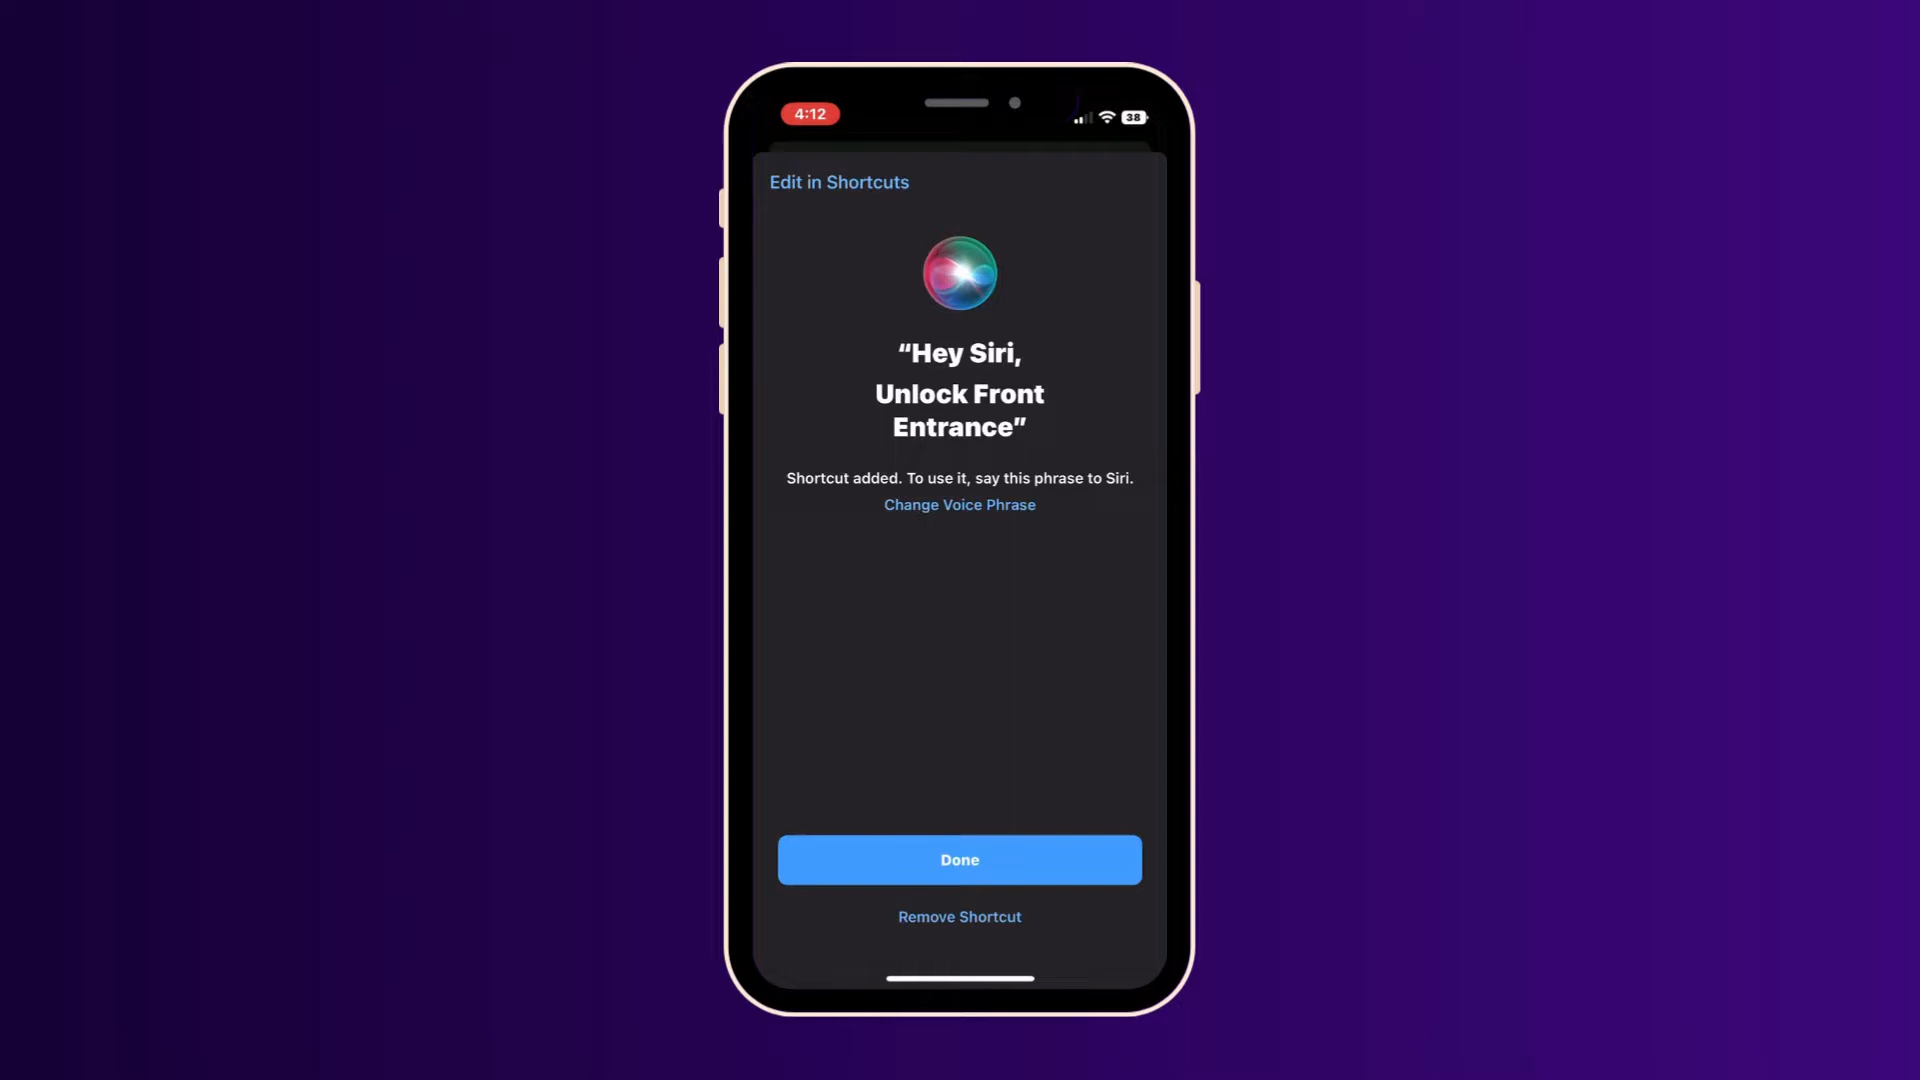 4:12
38
Edit in Shortcuts
“Hey Siri,
Unlock Front
Entrance”
Shortcut added. To use it, say this phrase to Siri.
Change Voice Phrase
Done
Remove Shortcut